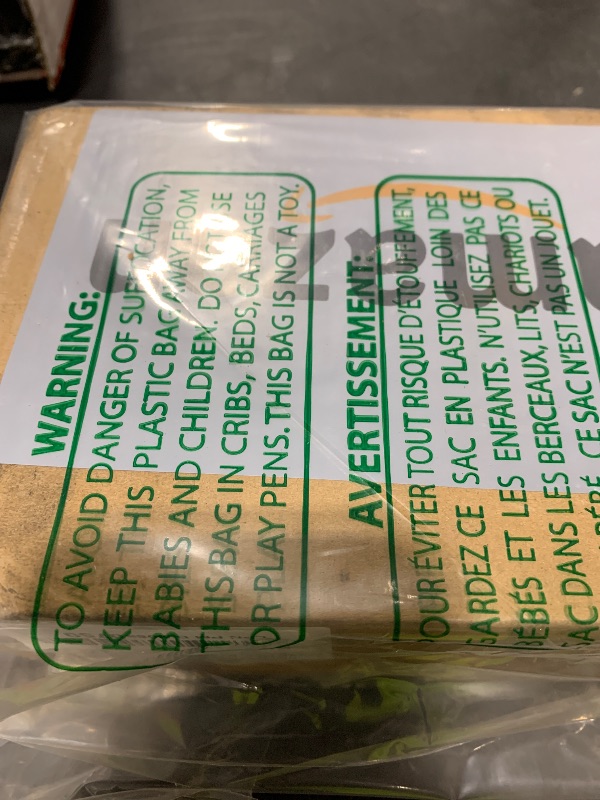 WARNING:
TO AVOID DANGER OF SUFFOCATION,
KEEP THIS PLASTIC BAG AWAY FROM
BABIES AND CHILDREN. DO NOT USE
THIS BAG IN CRIBS, BEDS, CARRIAGES
OR PLAY PENS. THIS BAG IS NOT A TOY.
AVERTISSEMENT:
OUR ÉVITER TOUT RISQUE D'ÉTOUFFEMENT,
GARDEZ CE SAC EN PLASTIQUE LOIN DES
BÉBÉS ET LES ENFANTS. N'UTILISEZ PAS CE
SAC DANS LES BERCEAUX, LITS, CHARIOTS OU
BÉBÉ CE SAC N'EST PAS UN JOUET.